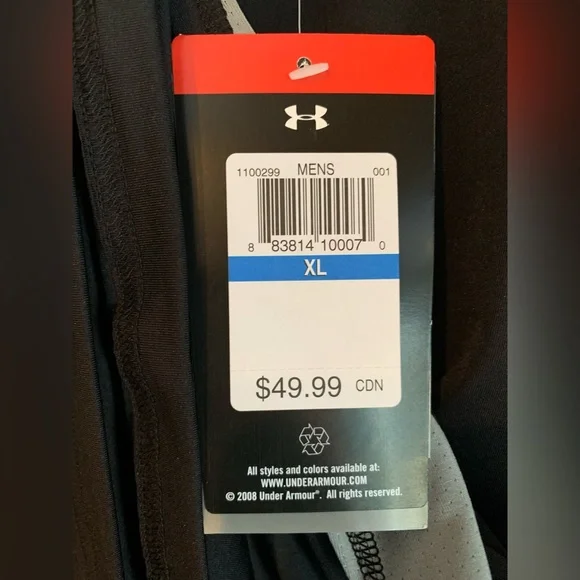 1100299 MENS 001
8 83814 10007 0
XL
$49.99 CDN
All styles and colors available at:
WWW.UNDERARMOUR.COM
© 2008 Under Armour®. All rights reserved.